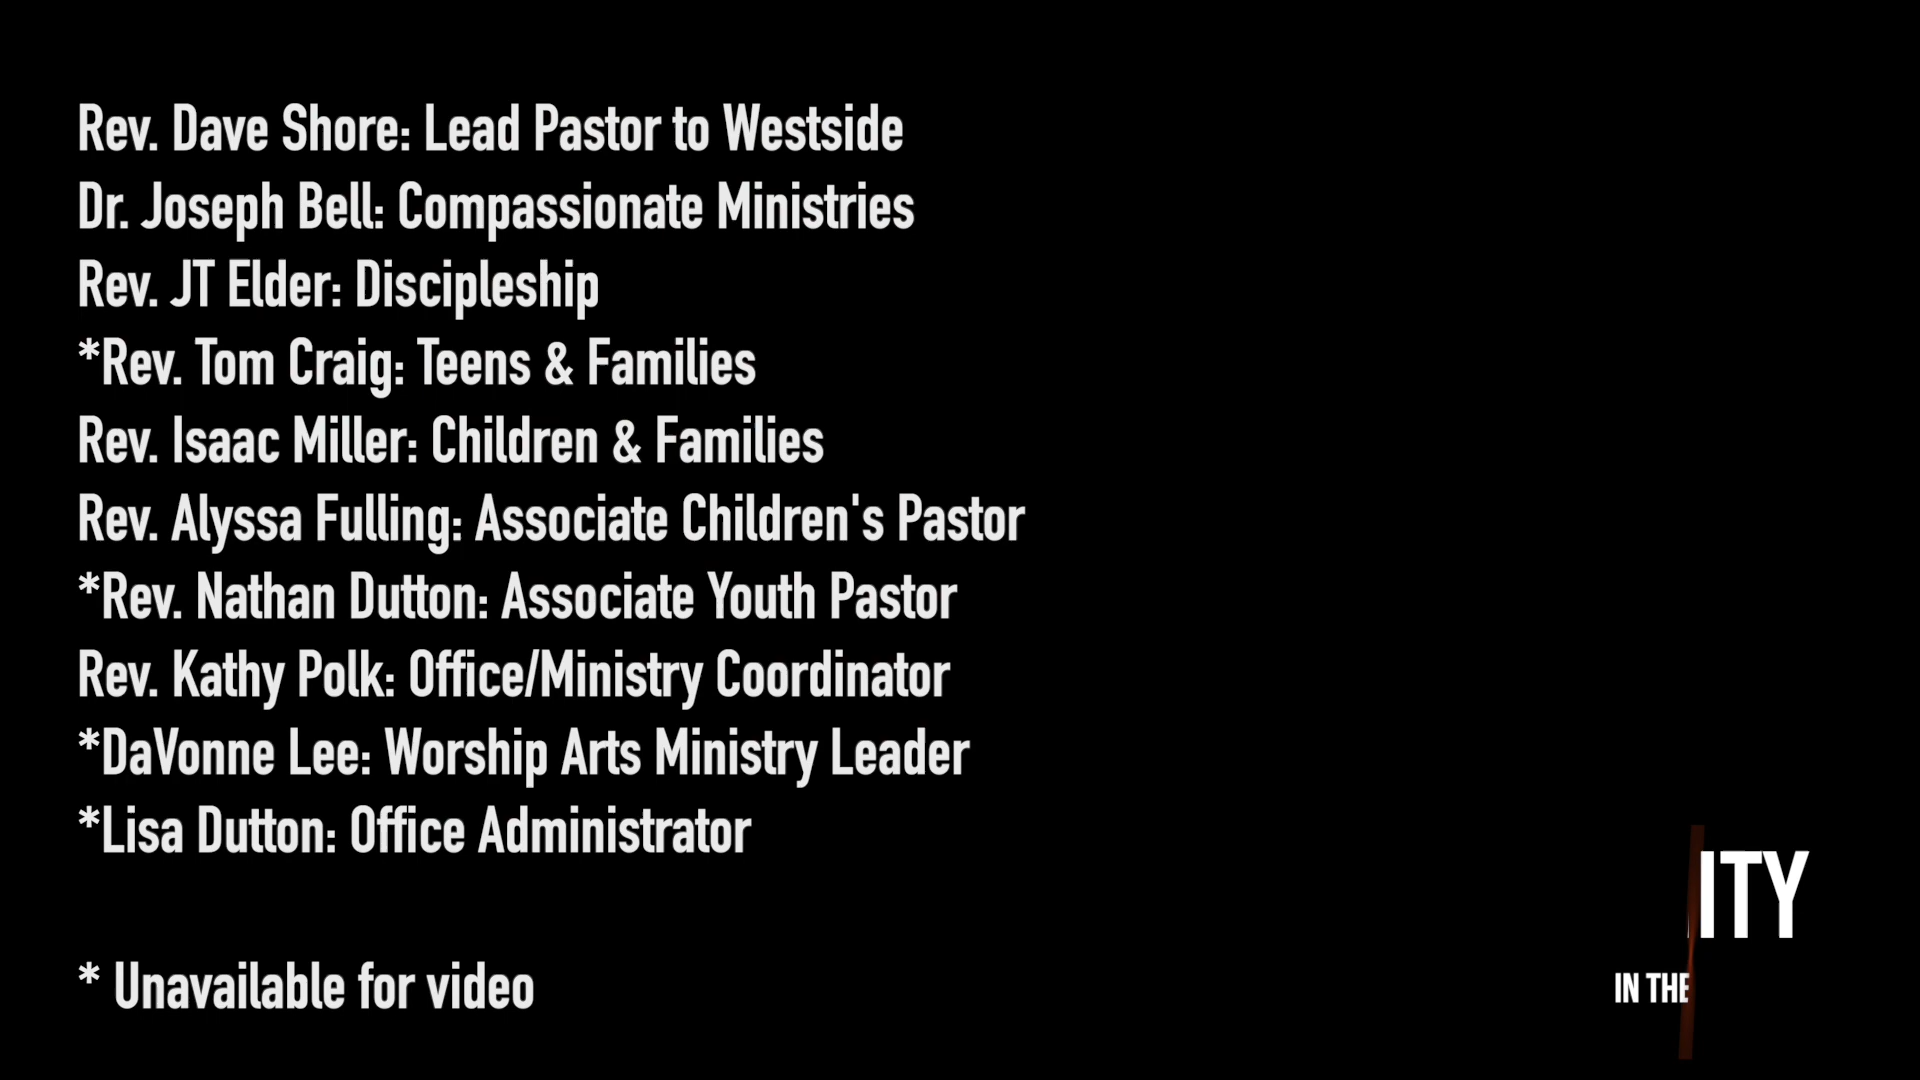 Rev. Dave Shore: Lead Pastor to Westside
Dr. Joseph Bell: Compassionate Ministries
Rev. JT Elder: Discipleship
*Rev. Tom Craig: Teens & Families
Rev. Isaac Miller: Children & Families
Rev. Alyssa Fulling: Associate Children's Pastor
*Rev. Nathan Dutton: Associate Youth Pastor
Rev. Kathy Polk: Office/Ministry Coordinator
*DaVonne Lee: Worship Arts Ministry Leader
*Lisa Dutton: Office Administrator
* Unavailable for video
ITY
IN THE